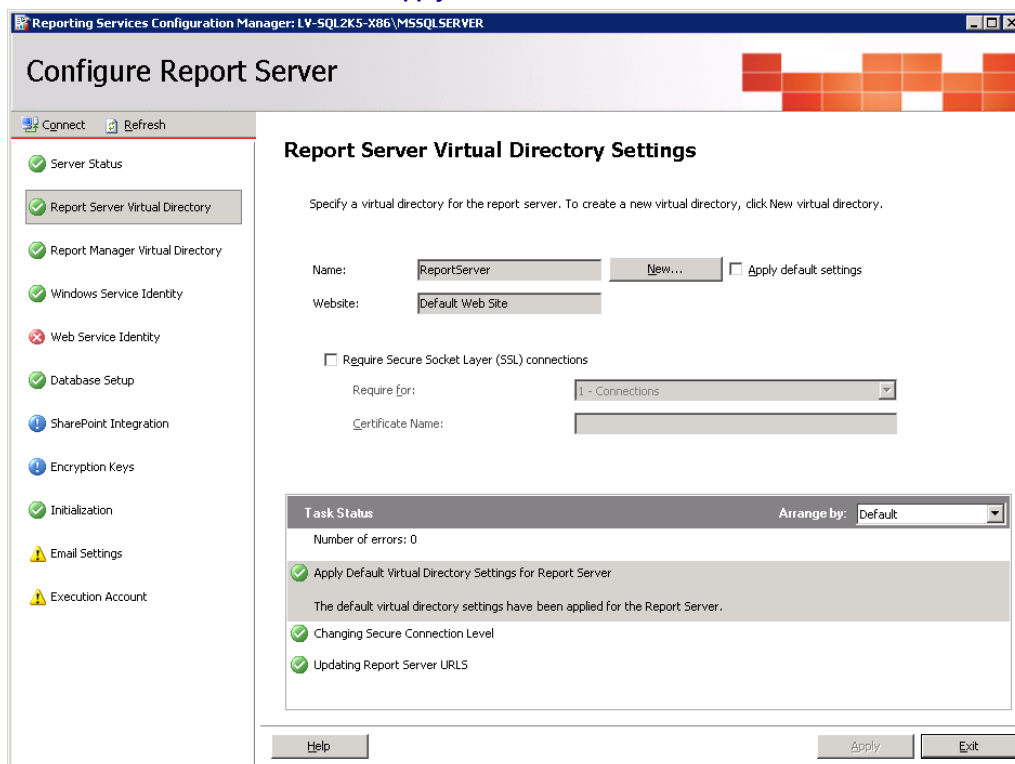 Reporting Services Configuration Manager: LV-SQL2K5-X86\MSSQLSERVER
Configure Report Server
Connect Refresh
Server Status
Report Server Virtual Directory
Report Manager Virtual Directory
Windows Service Identity
Web Service Identity
Database Setup
SharePoint Integration
Encryption Keys
Initialization
Email Settings
Execution Account
Report Server Virtual Directory Settings
Specify a virtual directory for the report server. To create a new virtual directory, click New virtual directory.
Name: ReportServer New... Apply default settings
Website: Default Web Site
Require Secure Socket Layer (SSL) connections
Require for: 1 - Connections
Certificate Name:
Task Status Arrange by: Default
Number of errors: 0
Apply Default Virtual Directory Settings for Report Server
The default virtual directory settings have been applied for the Report Server.
Changing Secure Connection Level
Updating Report Server URLS
Help Apply Exit